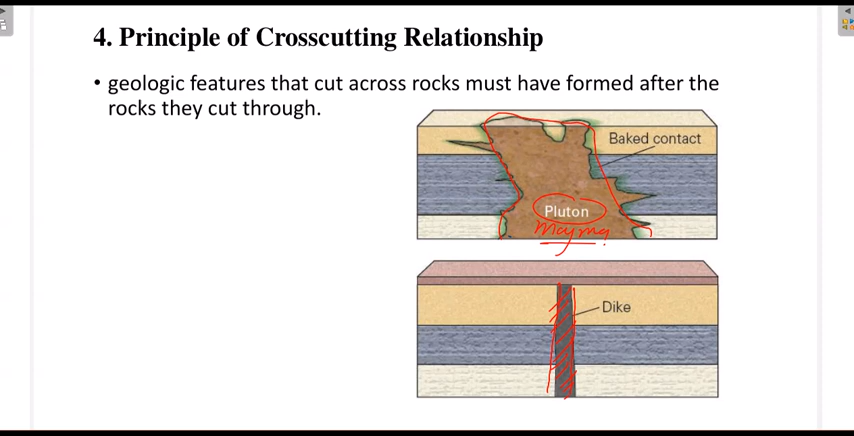 4. Principle of Crosscutting Relationship
• geologic features that cut across rocks must have formed after the
rocks they cut through.
Baked contact
Pluton
Magma
Dike